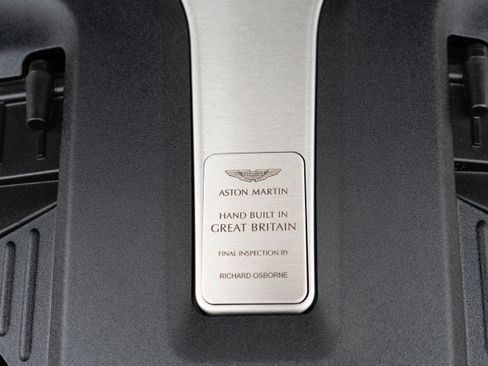 ASTON MARTIN
HAND BUILT IN
GREAT BRITAIN
FINAL INSPECTION BY
RICHARD OSBORNE